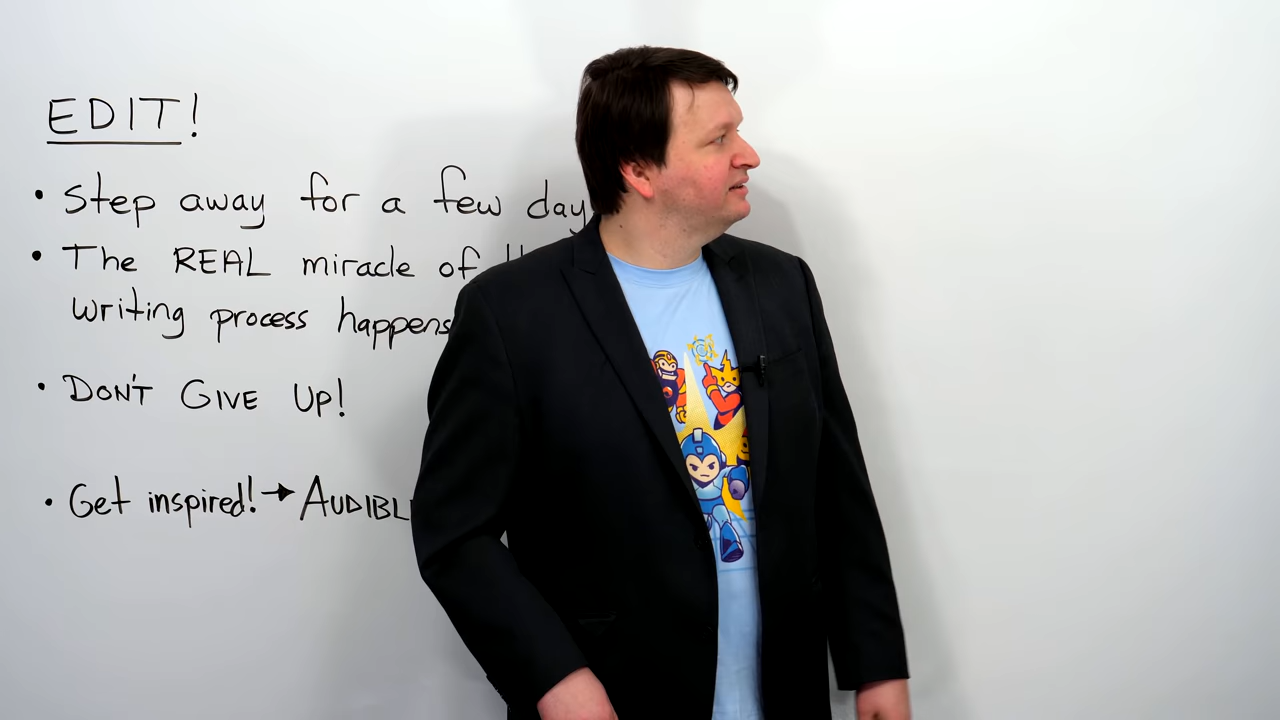 EDIT!
• Step away for a few day
• The REAL miracle of
writing process happens
• DON'T GIVE UP!
• Get inspired! → AUDIBL